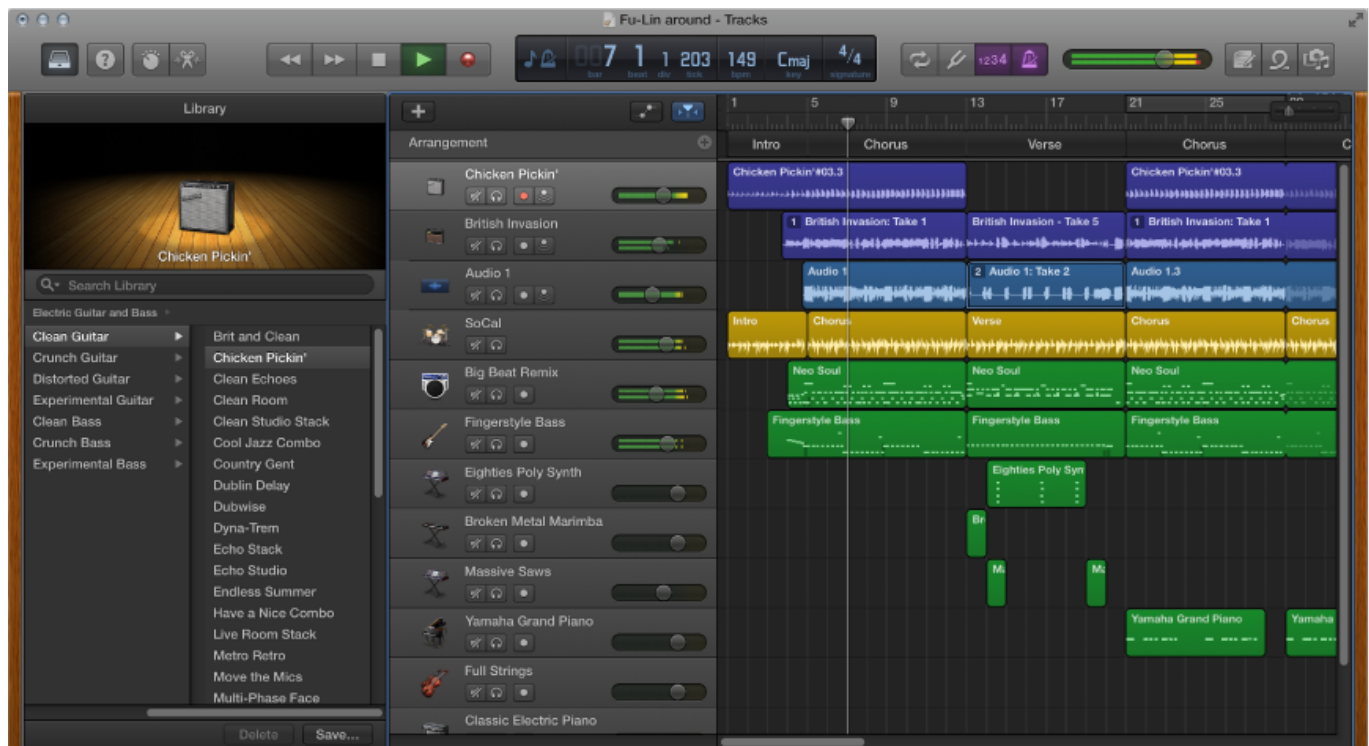 Fu-Lin around - Tracks
007 1 1 203 149 Cmaj 4/4
bar beat div tick bpm key signature
1234
Library
Chicken Pickin'
Search Library
Electric Guitar and Bass
Clean Guitar
Crunch Guitar
Distorted Guitar
Experimental Guitar
Clean Bass
Crunch Bass
Experimental Bass
Brit and Clean
Chicken Pickin'
Clean Echoes
Clean Room
Clean Studio Stack
Cool Jazz Combo
Country Gent
Dublin Delay
Dubwise
Dyna-Trem
Echo Stack
Echo Studio
Endless Summer
Have a Nice Combo
Live Room Stack
Metro Retro
Move the Mics
Multi-Phase Face
Delete Save...
Arrangement
Chicken Pickin'
British Invasion
Audio 1
SoCal
Big Beat Remix
Fingerstyle Bass
Eighties Poly Synth
Broken Metal Marimba
Massive Saws
Yamaha Grand Piano
Full Strings
Classic Electric Piano
1 5 9 13 17 21 25
Intro Chorus Verse Chorus C
Chicken Pickin'#03.3 Chicken Pickin'#03.3
1 British Invasion: Take 1 British Invasion - Take 5 1 British Invasion: Take 1
Audio 1 2 Audio 1: Take 2 Audio 1.3
Intro Chorus Verse Chorus Chorus
Neo Soul Neo Soul Neo Soul
Fingerstyle Bass Fingerstyle Bass Fingerstyle Bass
Eighties Poly Syn
Br
Ma Ma
Yamaha Grand Piano Yamaha